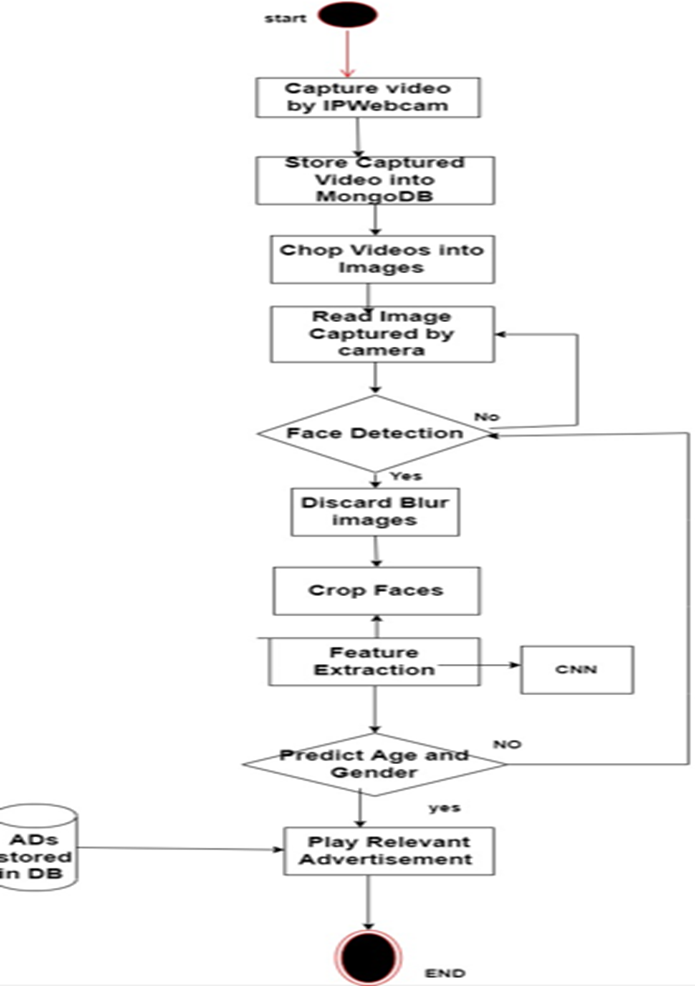 start
Capture video
by IPWebcam
Store Captured
Video into
MongoDB
Chop Videos into
Images
Read Image
Captured by
camera
No
Face Detection
Yes
Discard Blur
images
Crop Faces
Feature
Extraction
CNN
NO
Predict Age and
Gender
yes
ADs
stored
in DB
Play Relevant
Advertisement
END